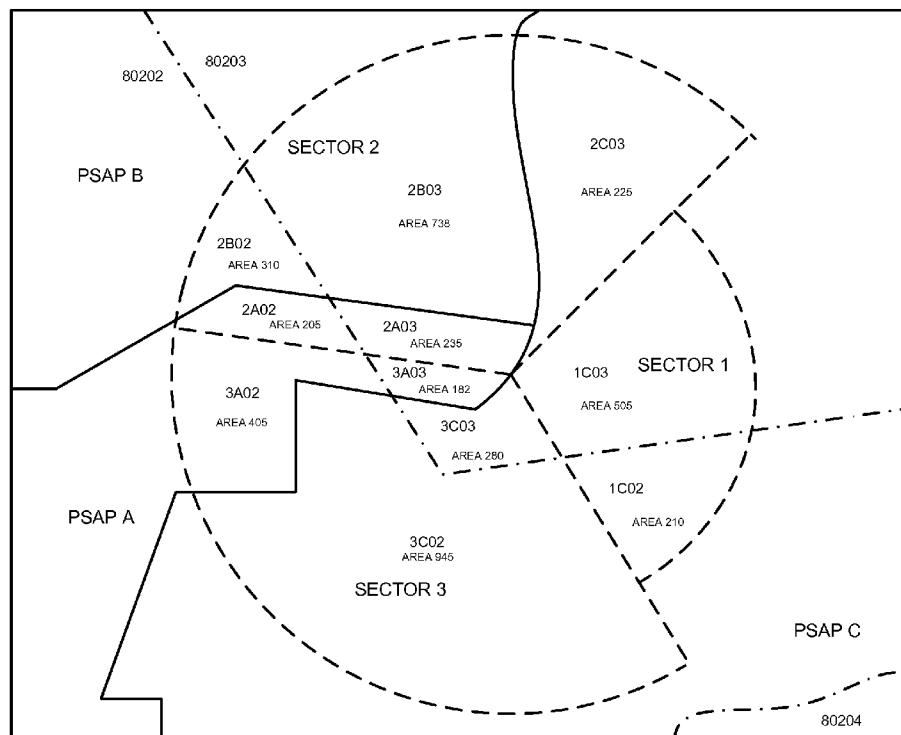 80203
80202
SECTOR 2
2C03
PSAP B
2B03
AREA 225
AREA 738
2B02
AREA 310
2A02
AREA 205
2A03
AREA 235
3A03
1C03
SECTOR 1
3A02
AREA 182
AREA 505
AREA 405
3C03
AREA 280
1C02
PSAP A
AREA 210
3C02
AREA 945
SECTOR 3
PSAP C
80204